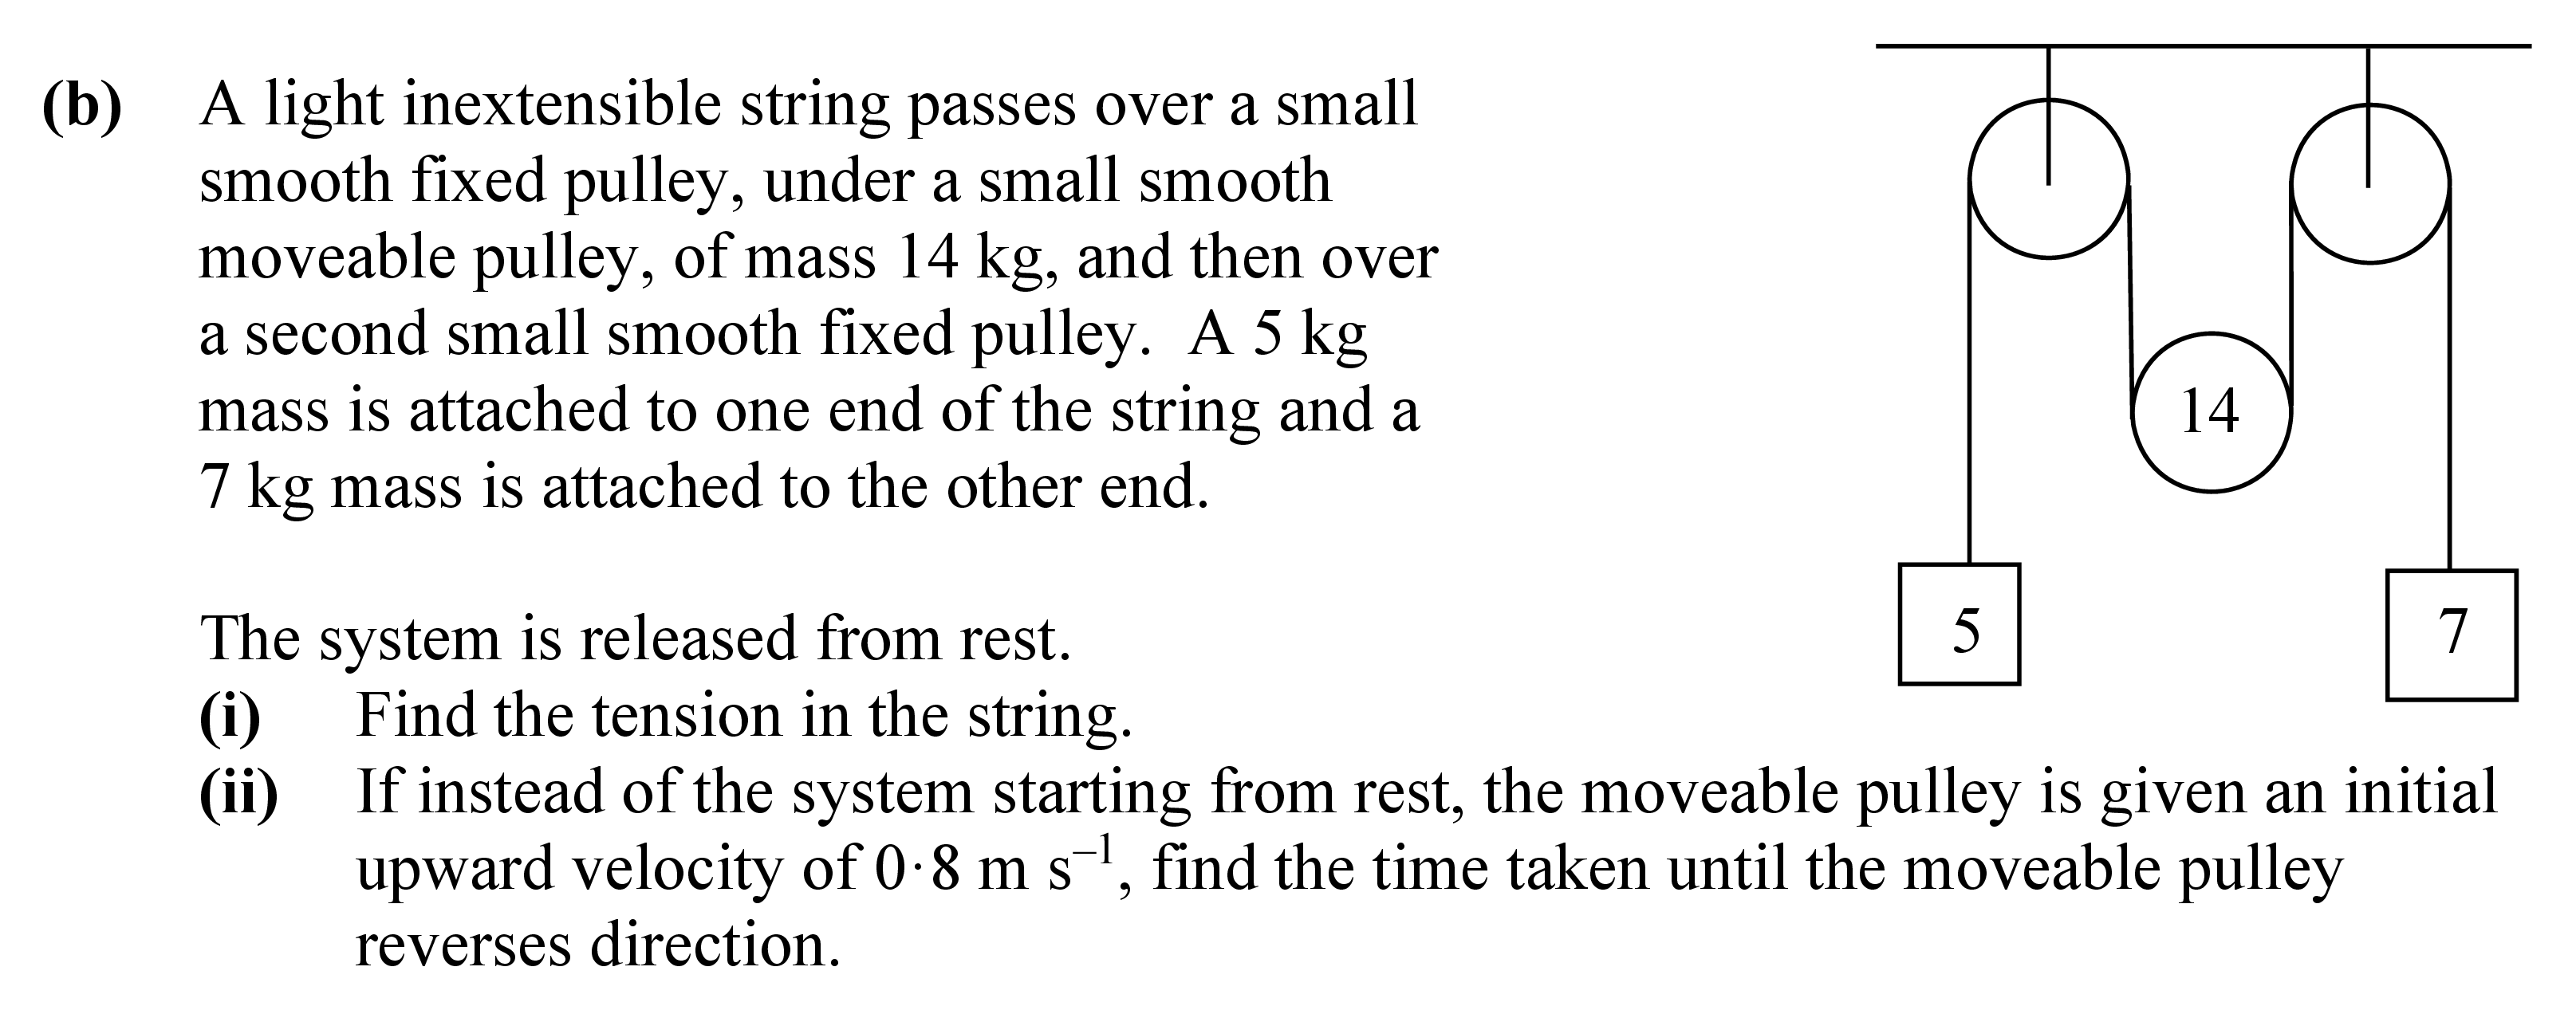 (b) A light inextensible string passes over a small
smooth fixed pulley, under a small smooth
moveable pulley, of mass 14 kg, and then over
a second small smooth fixed pulley. A 5 kg
mass is attached to one end of the string and a
7 kg mass is attached to the other end.
14
5
7
The system is released from rest.
(i) Find the tension in the string.
(ii) If instead of the system starting from rest, the moveable pulley is given an initial
upward velocity of 0·8 m s⁻¹, find the time taken until the moveable pulley
reverses direction.